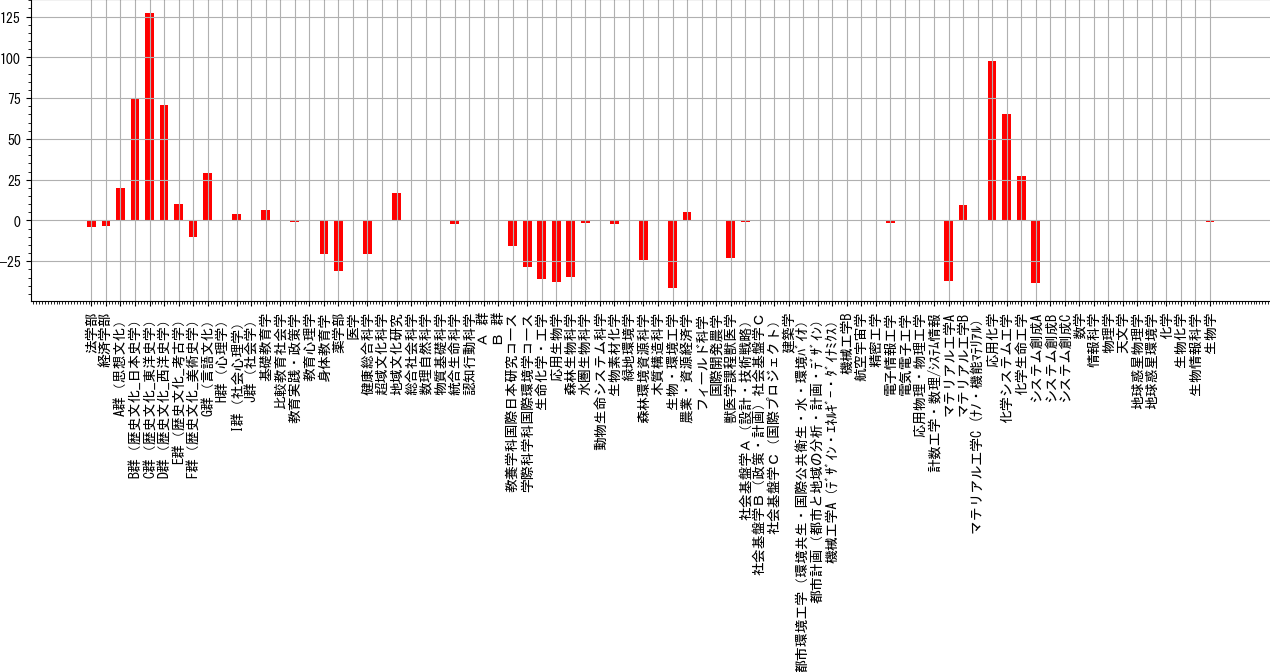 125
100
75
50
25
0
−25
法学部
経済学部
A群（思想文化）
B群（歴史文化_日本史学）
C群（歴史文化_東洋史学）
D群（歴史文化_西洋史学）
E群（歴史文化_考古学）
F群（歴史文化_美術史学）
G群（言語文化）
H群（心理学）
I群（社会心理学）
J群（社会学）
基礎教育学
比較教育社会学
教育実践・政策学
教育心理学
身体教育学
薬学部
医学
健康総合科学
超域文化科学
地域文化研究
総合社会科学
数理自然科学
物質基礎科学
統合生命科学
認知行動科学
Ａ群
Ｂ群
教養学科国際日本研究コース
学際科学科国際環境学コース
生命化学・工学
応用生物学
森林生物科学
水圏生物科学
動物生命システム科学
生物素材化学
緑地環境学
森林環境資源科学
木質構造科学
生物・環境工学
農業・資源経済学
フィールド科学
国際開発農学
獣医学課程獣医学
社会基盤学Ａ（設計・技術戦略）
社会基盤学Ｂ（政策・計画）社会基盤学Ｃ
社会基盤学Ｃ（国際プロジェクト）
建築学
都市環境工学（環境共生・国際公共衛生・水・環境ﾊﾞｲｵ）
都市計画（都市と地域の分析・計画・ﾃﾞｻﾞｲﾝ）
機械工学A（ﾃﾞｻﾞｲﾝ・ｴﾈﾙｷﾞｰ・ﾀﾞｲﾅﾐｸｽ）
機械工学B
航空宇宙学
精密工学
電子情報工学
電気電子工学
応用物理・物理工学
計数工学・数理/ｼｽﾃﾑ情報
マテリアル工学A
マテリアル工学B
マテリアル工学C（ﾅﾉ・機能ﾏﾃﾘｱﾙ）
応用化学
化学システム工学
化学生命工学
システム創成A
システム創成B
システム創成C
数学
情報科学
物理学
天文学
地球惑星物理学
地球惑星環境学
化学
生物化学
生物情報科学
生物学